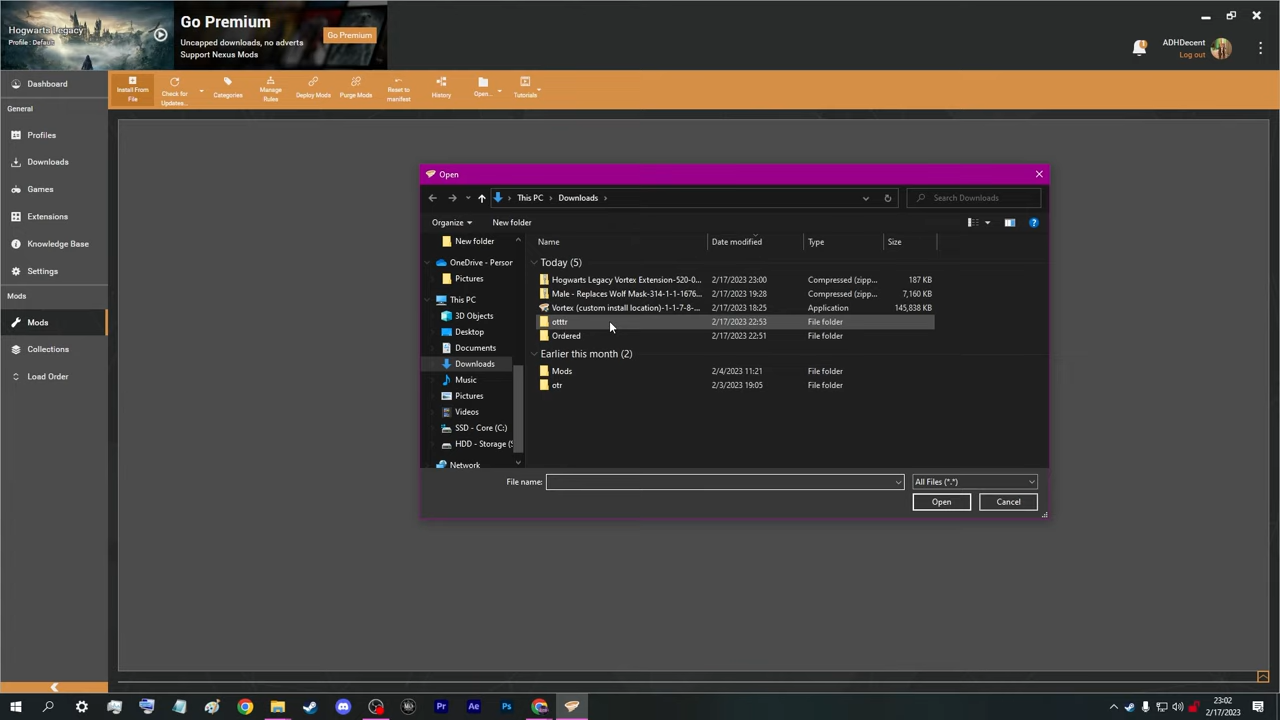 Hogwarts Legacy
Profile : Default
Go Premium
Uncapped downloads, no adverts
Support Nexus Mods
Go Premium
ADHDecent
Log out
Dashboard
General
Profiles
Downloads
Games
Extensions
Knowledge Base
Settings
Mods
Mods
Collections
Load Order
Install From File
Check for Updates...
Categories
Manage Rules
Deploy Mods
Purge Mods
Reset to manifest
History
Open...
Tutorials
Open
This PC > Downloads >
Search Downloads
Organize
New folder
New folder
OneDrive - Person
Pictures
This PC
3D Objects
Desktop
Documents
Downloads
Music
Pictures
Videos
SSD - Core (C:)
HDD - Storage (S
Network
Name Date modified Type Size
Today (5)
Hogwarts Legacy Vortex Extension-520-0... 2/17/2023 23:00 Compressed (zipp... 187 KB
Male - Replaces Wolf Mask-314-1-1-1676... 2/17/2023 19:28 Compressed (zipp... 7,160 KB
Vortex (custom install location)-1-1-7-8-... 2/17/2023 18:25 Application 145,838 KB
otttr 2/17/2023 22:53 File folder
Ordered 2/17/2023 22:51 File folder
Earlier this month (2)
Mods 2/4/2023 11:21 File folder
otr 2/3/2023 19:05 File folder
File name:
All Files (*.*)
Open
Cancel
Pr
Ae
Ps
23:02
2/17/2023